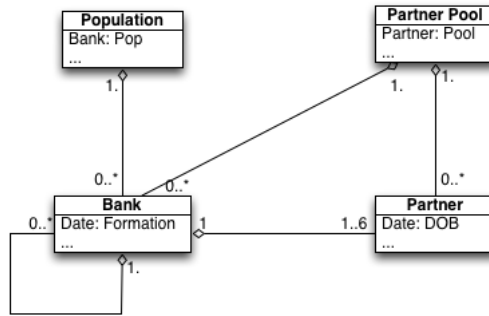 Population
Bank: Pop
...
Partner Pool
Partner: Pool
...
1.
1.
1.
0..*
0..*
0..*
Bank
Date: Formation
...
0..*
1
1..6
Partner
Date: DOB
...
1.